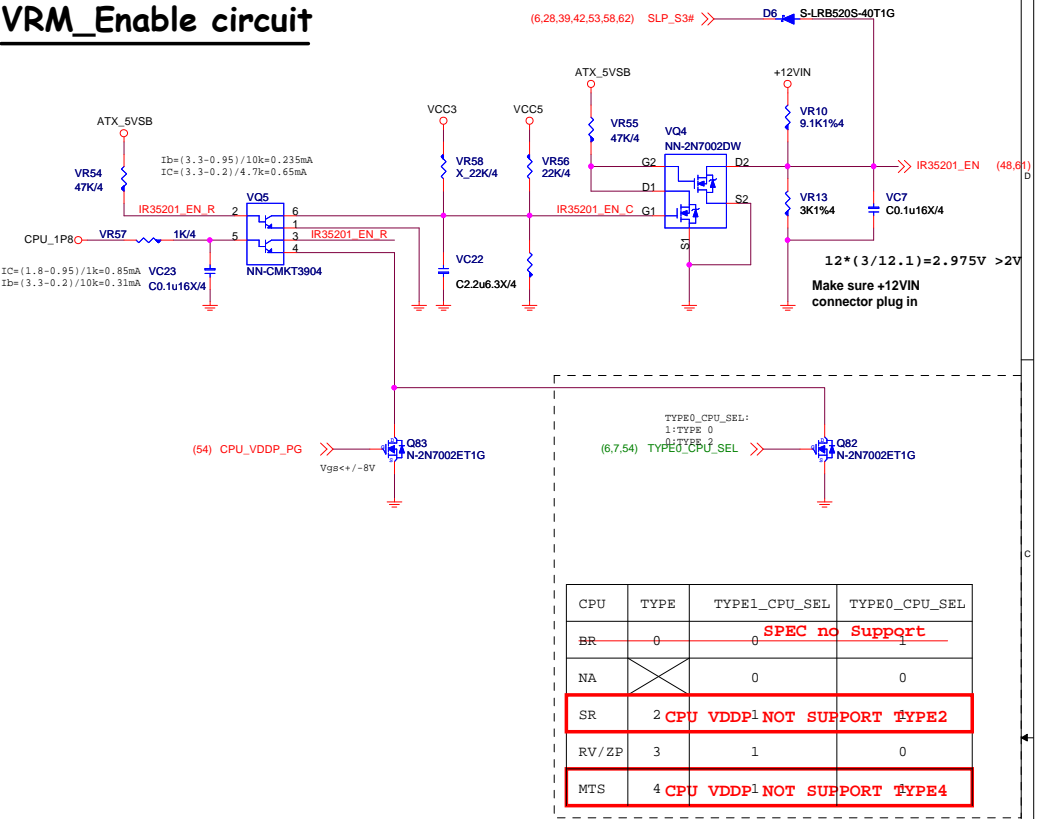 VRM_Enable circuit
(6,28,39,42,53,58,62) SLP_S3#
D6 S-LRB520S-40T1G
ATX_5VSB
+12VIN
VCC3
VCC5
ATX_5VSB
VR55
47K/4
VQ4
NN-2N7002DW
VR10
9.1K1%4
Ib=(3.3-0.95)/10k=0.235mA
IC=(3.3-0.2)/4.7k=0.65mA
VR54
47K/4
VR58
X_22K/4
VR56
22K/4
G2
D2
IR35201_EN (48,61)
D
D1
S2
VQ5
VR13
3K1%4
VC7
C0.1u16X/4
IR35201_EN_R 2
6
IR35201_EN_C G1
1
CPU_1P8 VR57 1K/4
5
3 IR35201_EN_R
4
S1
IC=(1.8-0.95)/1k=0.85mA
Ib=(3.3-0.2)/10k=0.31mA
VC23
C0.1u16X/4
NN-CMKT3904
VC22
C2.2u6.3X/4
12*(3/12.1)=2.975V >2V
Make sure +12VIN
connector plug in
TYPE0_CPU_SEL:
1:TYPE 0
0:TYPE 2
(54) CPU_VDDP_PG
Vgs<+/-8V
Q83
N-2N7002ET1G
(6,7,54) TYPE0_CPU_SEL
Q82
N-2N7002ET1G
C
CPU TYPE TYPE1_CPU_SEL TYPE0_CPU_SEL
BR 0 0 1
SPEC no Support
NA 0 0
SR 2 1 1
CPU VDDP NOT SUPPORT TYPE2
RV/ZP 3 1 0
MTS 4 1 1
CPU VDDP NOT SUPPORT TYPE4